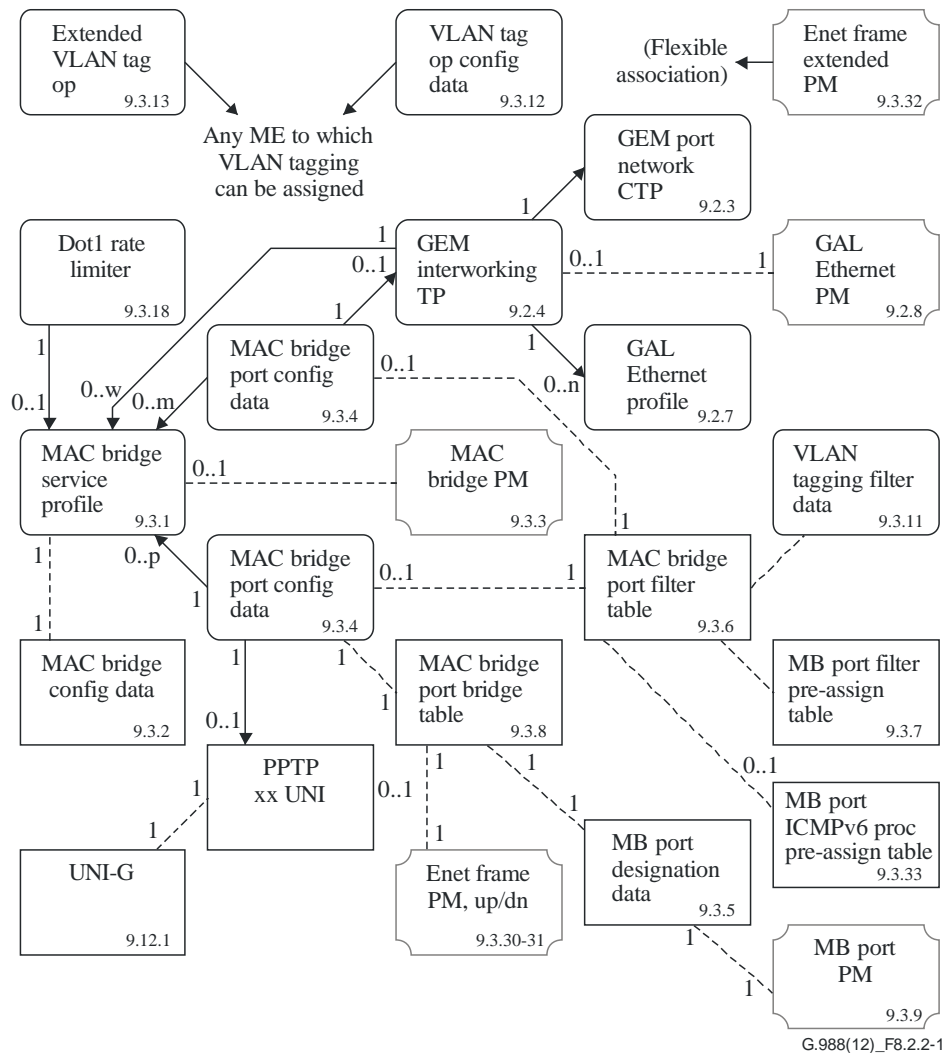 Extended
VLAN tag
op
9.3.13
VLAN tag
op config
data
9.3.12
(Flexible
association)
Enet frame
extended
PM
9.3.32
Any ME to which
VLAN tagging
can be assigned
GEM port
network
CTP
9.2.3
1
Dot1 rate
limiter
9.3.18
1
0..1
GEM
interworking
TP
9.2.4
0..1
1
GAL
Ethernet
PM
9.2.8
1
1
0..1
0..w
0..m
MAC bridge
port config
data
9.3.4
0..1
1
0..n
GAL
Ethernet
profile
9.2.7
MAC bridge
service
profile
9.3.1
0..1
MAC
bridge PM
9.3.3
VLAN
tagging filter
data
9.3.11
1
1
0..p
1
MAC bridge
port config
data
9.3.4
0..1
1
MAC bridge
port filter
table
9.3.6
1
MAC bridge
config data
9.3.2
1
0..1
1
1
MAC bridge
port bridge
table
9.3.8
MB port filter
pre-assign
table
9.3.7
PPTP
xx UNI
0..1
1
1
1
1
0..1
MB port
ICMPv6 proc
pre-assign table
9.3.33
1
1
UNI-G
9.12.1
Enet frame
PM, up/dn
9.3.30-31
MB port
designation
data
9.3.5
1
1
MB port
PM
9.3.9
G.988(12)_F8.2.2-1